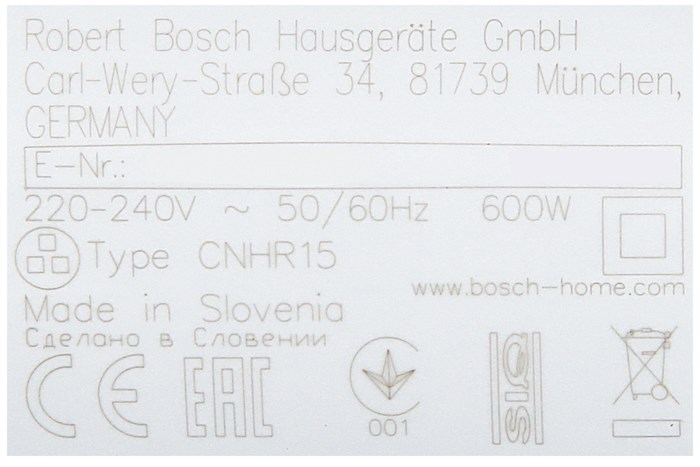 Robert Bosch Hausgeräte GmbH
Carl-Wery-Straße 34, 81739 München,
GERMANY
E-Nr.:
220-240V ~ 50/60Hz 600W
Type CNHR15
www.bosch-home.com
Made in Slovenia
Сделано в Словении
CE EAC 001 SIQ